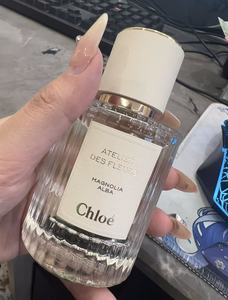 ATELIER
DES FLEURS
MAGNOLIA
ALBA
Chloé